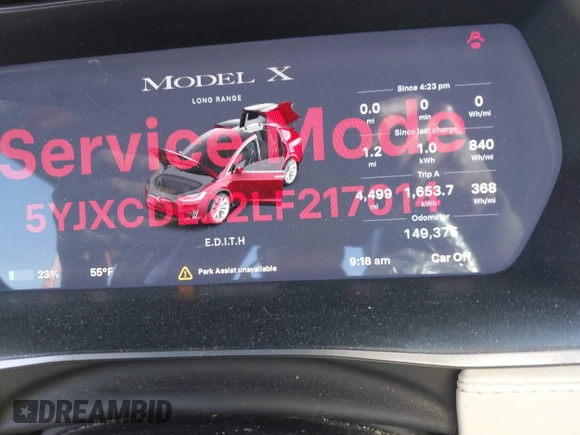 MODEL X
LONG RANGE
Service Mode
E.D.I.T.H
Since 4:23 pm
0.0 0 0
mi min Wh/mi
Since last charge
1.2 1.0 840
mi kWh Wh/mi
Trip A
4,499 1,653.7 368
mi kWh Wh/mi
Odometer
23% 55°F Park Assist unavailable 9:18 am Car Off
DREAMBID